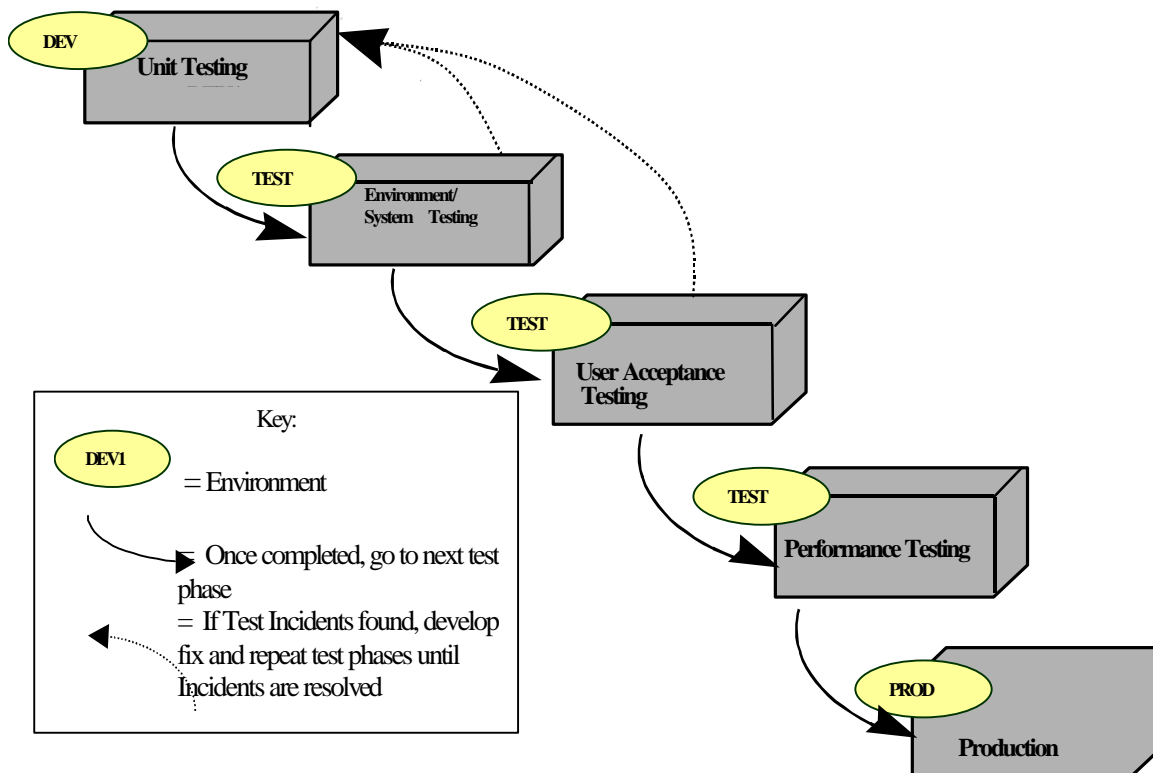 DEV
Unit Testing
TEST
Environment/
System Testing
TEST
User Acceptance
Testing
TEST
Performance Testing
PROD
Production
Key:
DEV1
= Environment
= Once completed, go to next test
phase
= If Test Incidents found, develop
fix and repeat test phases until
Incidents are resolved